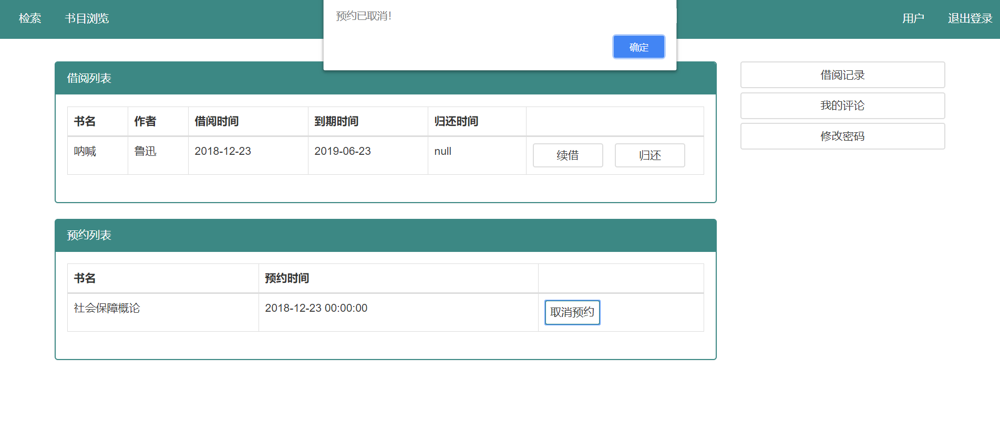 检索 书目浏览 用户 退出登录
预约已取消!
确定
借阅列表
书名 作者 借阅时间 到期时间 归还时间
呐喊 鲁迅 2018-12-23 2019-06-23 null 续借 归还
预约列表
书名 预约时间
社会保障概论 2018-12-23 00:00:00 取消预约
借阅记录
我的评论
修改密码